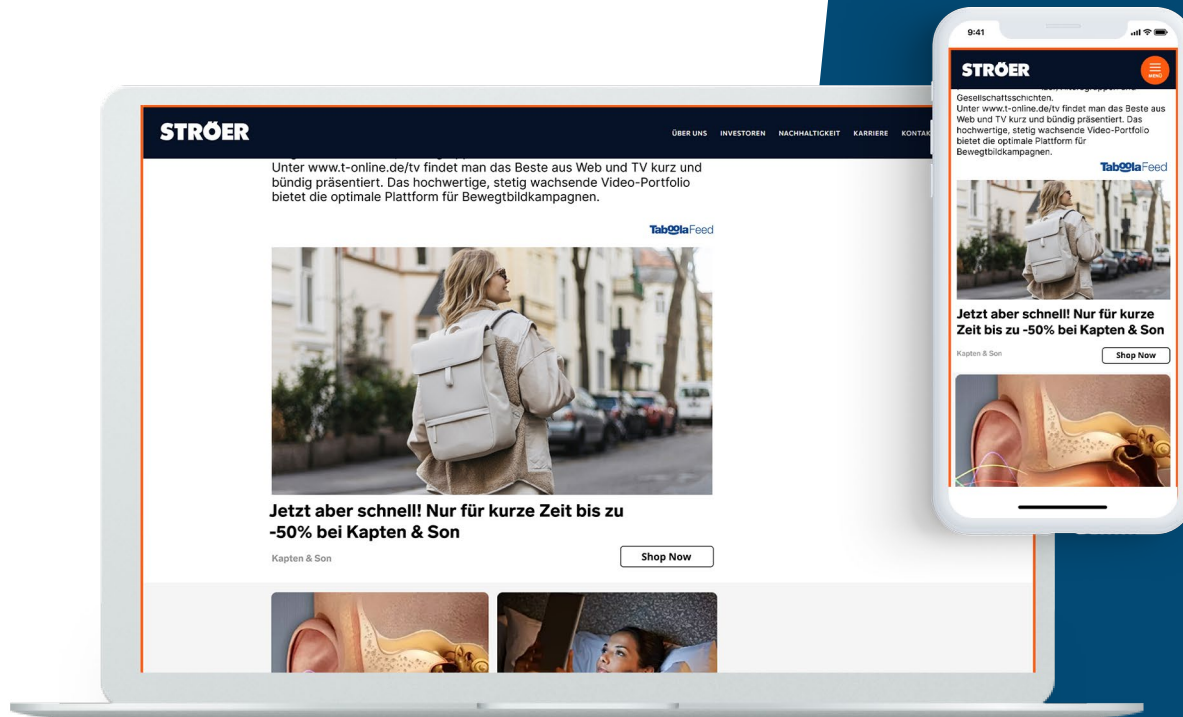 STRÖER
ÜBER UNS INVESTOREN NACHHALTIGKEIT KARRIERE
Unter www.t-online.de/tv findet man das Beste aus Web und TV kurz und
bündig präsentiert. Das hochwertige, stetig wachsende Video-Portfolio
bietet die optimale Plattform für Bewegtbildkampagnen.
Taboola Feed
Jetzt aber schnell! Nur für kurze Zeit bis zu
-50% bei Kapten & Son
Kapten & Son
Shop Now
9:41
STRÖER
MENÜ
Gesellschaftsschichten.
Unter www.t-online.de/tv findet man das Beste aus
Web und TV kurz und bündig präsentiert. Das
hochwertige, stetig wachsende Video-Portfolio
bietet die optimale Plattform für
Bewegtbildkampagnen.
Taboola Feed
Jetzt aber schnell! Nur für kurze
Zeit bis zu -50% bei Kapten & Son
Kapten & Son
Shop Now